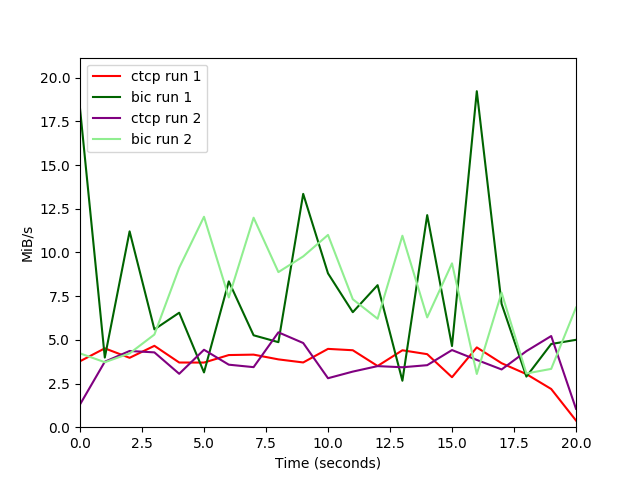 ctcp run 1
bic run 1
ctcp run 2
bic run 2
20.0
17.5
15.0
12.5
10.0
7.5
5.0
2.5
0.0
MiB/s
0.0 2.5 5.0 7.5 10.0 12.5 15.0 17.5 20.0
Time (seconds)